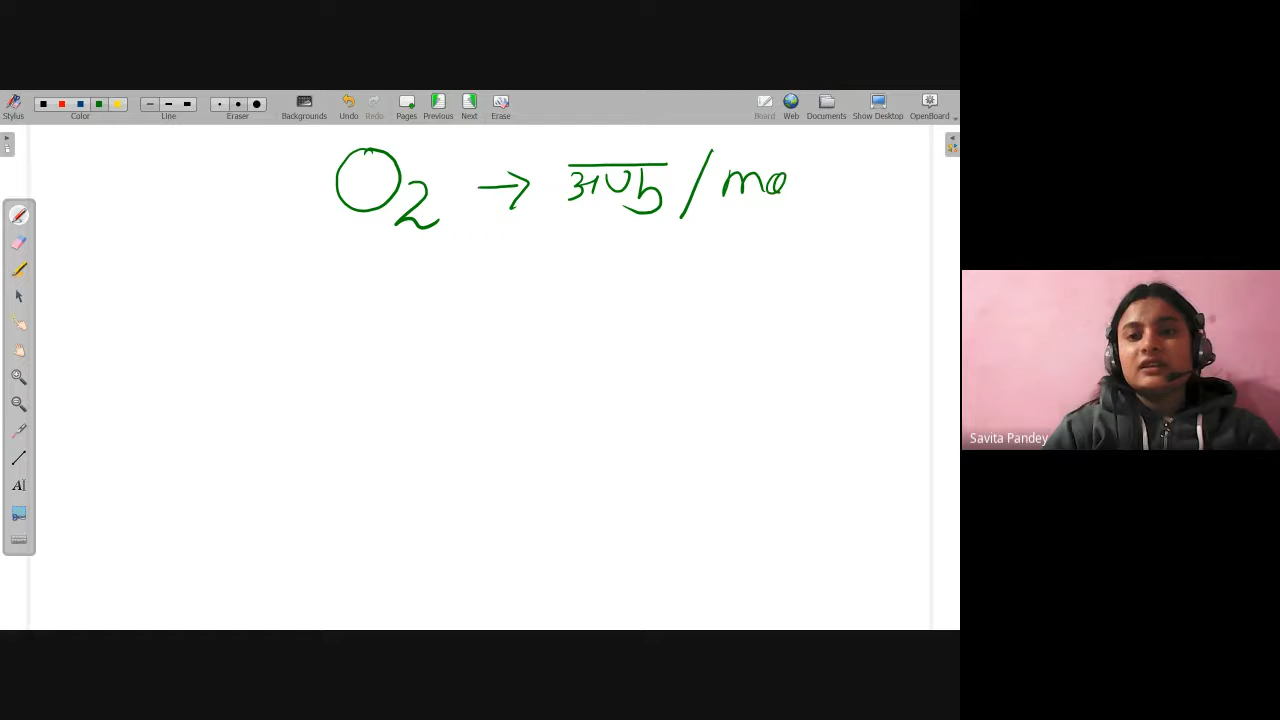 Stylus
Color
Line
Eraser
Backgrounds
Undo
Redo
Pages
Previous
Next
Erase
Board
Web
Documents
Show Desktop
OpenBoard
O2 → अणु / mo
Savita Pandey